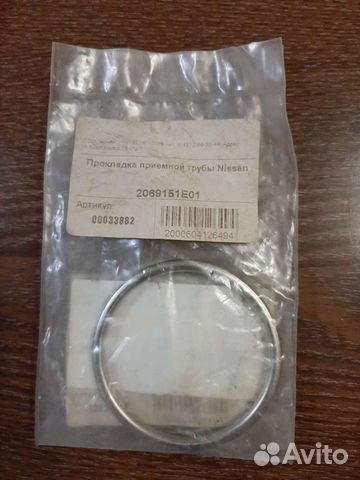 Прокладка приемной трубы Nissan
2069151E01
Артикул:
00033882
2000604126494
Avito